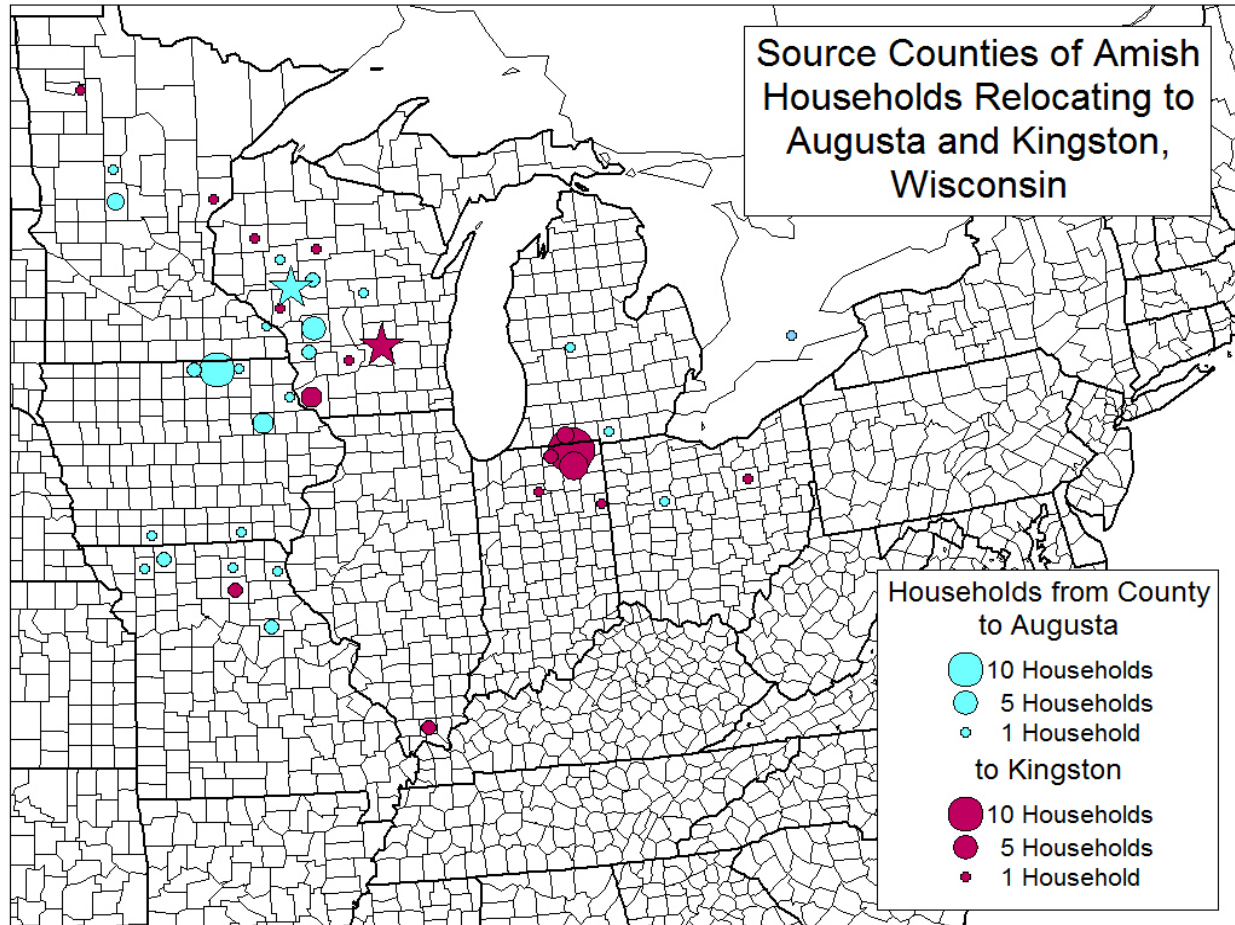 Source Counties of Amish
Households Relocating to
Augusta and Kingston,
Wisconsin
Households from County
to Augusta
10 Households
5 Households
1 Household
to Kingston
10 Households
5 Households
1 Household